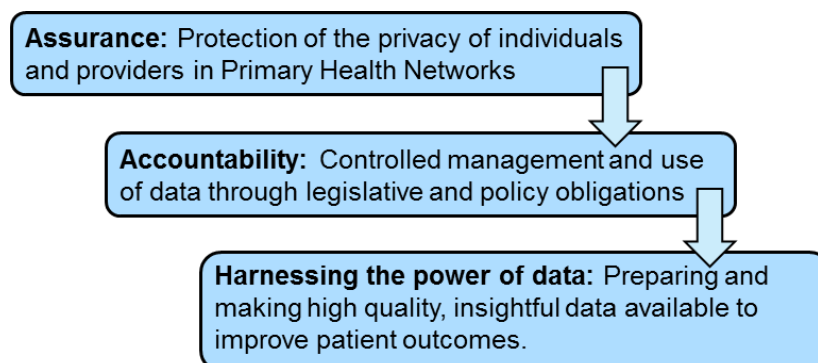 Assurance: Protection of the privacy of individuals
and providers in Primary Health Networks
Accountability: Controlled management and use
of data through legislative and policy obligations
Harnessing the power of data: Preparing and
making high quality, insightful data available to
improve patient outcomes.